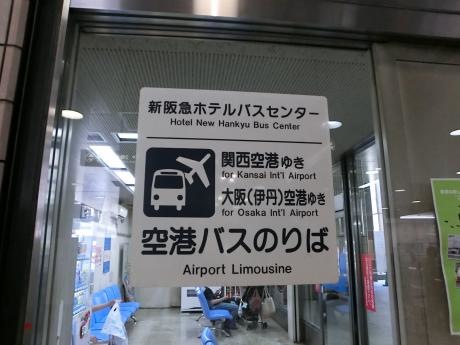 新阪急ホテルバスセンター
Hotel New Hankyu Bus Center
関西空港ゆき
for Kansai Int'l Airport
大阪(伊丹)空港ゆき
for Osaka Int'l Airport
空港バスのりば
Airport Limousine